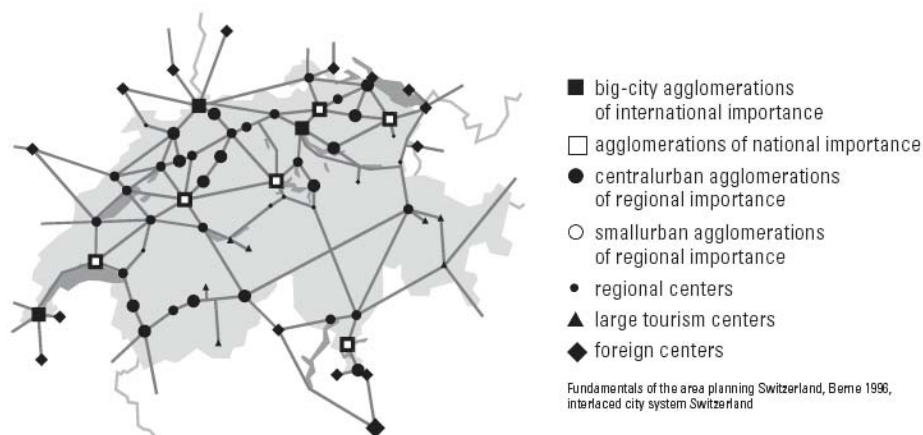 big-city agglomerations
of international importance
agglomerations of national importance
centralurban agglomerations
of regional importance
smallurban agglomerations
of regional importance
regional centers
large tourism centers
foreign centers
Fundamentals of the area planning Switzerland, Berne 1996,
interlaced city system Switzerland